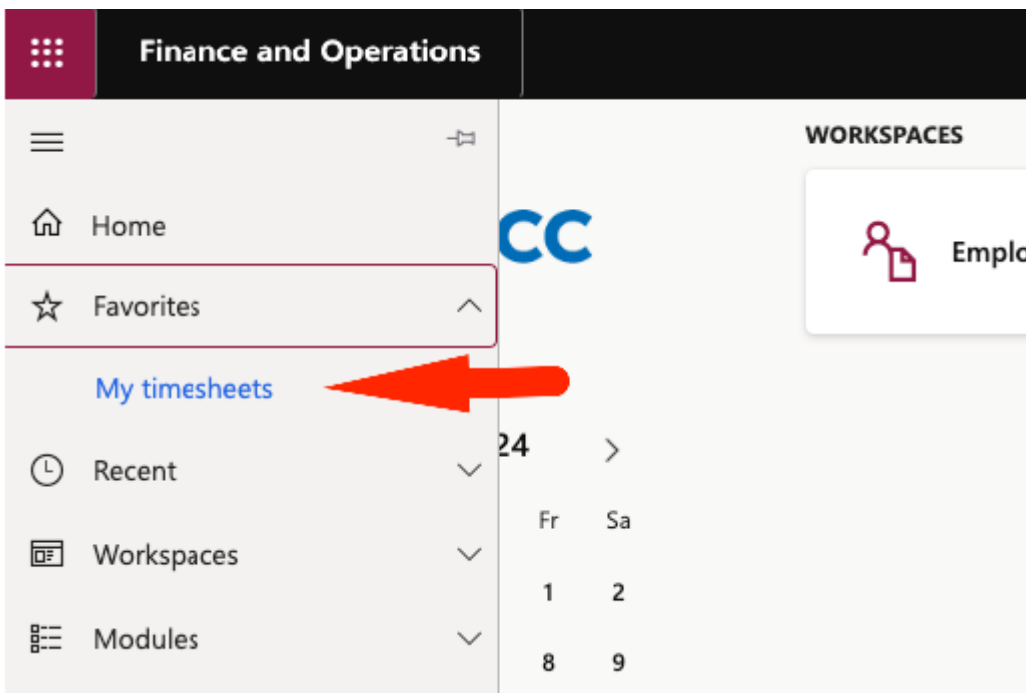 Finance and Operations
WORKSPACES
Home
CC
Emplo
Favorites
My timesheets
24
Recent
Fr Sa
Workspaces
1 2
Modules
8 9